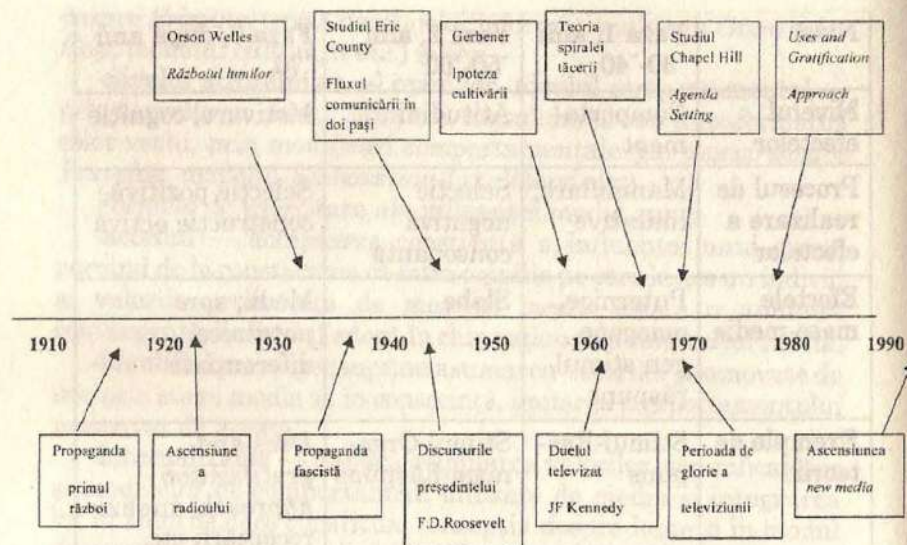 Orson Welles
Războiul lumilor
Studiul Eric
County
Fluxul
comunicării în
doi pași
Gerbener
Ipoteza
cultivării
Teoria
spiralei
tăcerii
Studiul
Chapel Hill
Agenda
Setting
Uses and
Gratification
Approach
1910 1920 1930 1940 1950 1960 1970 1980 1990
Propaganda
primul
război
Ascensiune
a
radioului
Propaganda
fascistă
Discursurile
președintelui
F.D.Roosevelt
Duelul
televizat
JF Kennedy
Perioada de
glorie a
televiziunii
Ascensiunea
new media